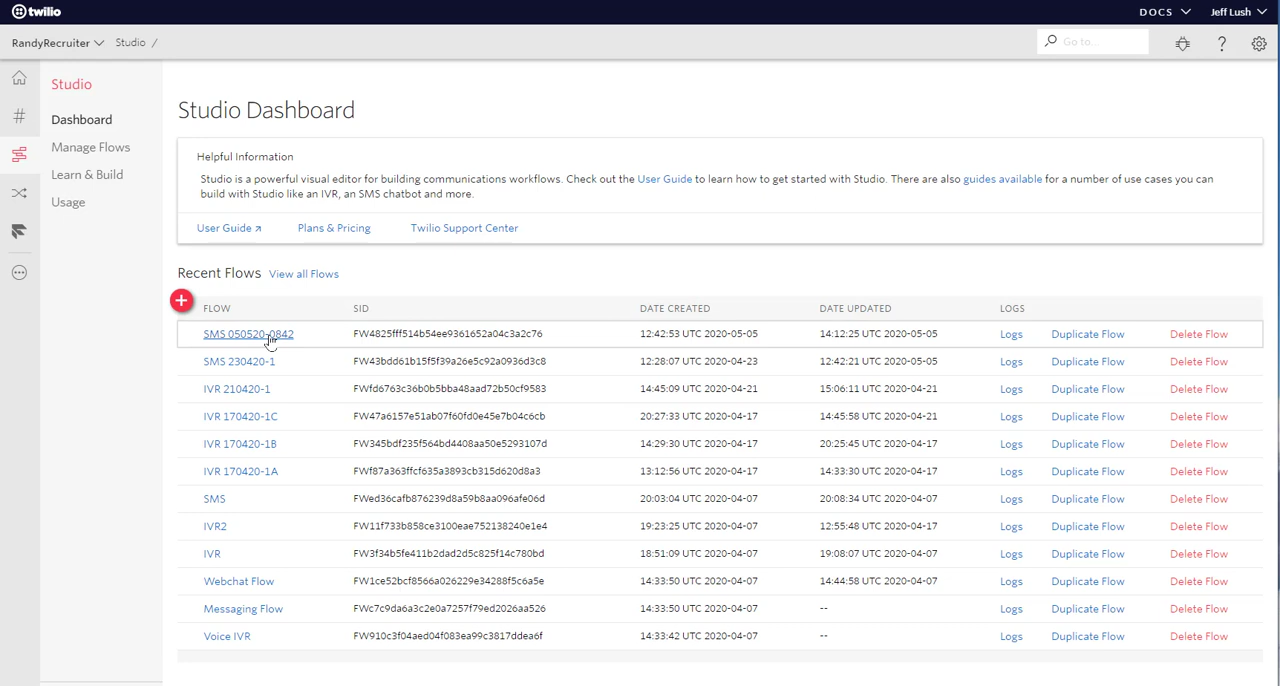 twilio
DOCS
Jeff Lush
RandyRecruiter
Studio /
Go to...
Studio
Dashboard
Manage Flows
Learn & Build
Usage
Studio Dashboard
Helpful Information
Studio is a powerful visual editor for building communications workflows. Check out the User Guide to learn how to get started with Studio. There are also guides available for a number of use cases you can
build with Studio like an IVR, an SMS chatbot and more.
User Guide
Plans & Pricing
Twilio Support Center
Recent Flows View all Flows
FLOW SID DATE CREATED DATE UPDATED LOGS
SMS 050520-0842 FW4825fff514b54ee9361652a04c3a2c76 12:42:53 UTC 2020-05-05 14:12:25 UTC 2020-05-05 Logs Duplicate Flow Delete Flow
SMS 230420-1 FW43bdd61b15f5f39a26e5c92a0936d3c8 12:28:07 UTC 2020-04-23 12:42:21 UTC 2020-05-05 Logs Duplicate Flow Delete Flow
IVR 210420-1 FWfd6763c36b0b5bba48aad72b50cf9583 14:45:09 UTC 2020-04-21 15:06:11 UTC 2020-04-21 Logs Duplicate Flow Delete Flow
IVR 170420-1C FW47a6157e51ab07f60fd0e45e7b04c6cb 20:27:33 UTC 2020-04-17 14:45:58 UTC 2020-04-21 Logs Duplicate Flow Delete Flow
IVR 170420-1B FW345bdf235f564bd4408aa50e5293107d 14:29:30 UTC 2020-04-17 20:25:45 UTC 2020-04-17 Logs Duplicate Flow Delete Flow
IVR 170420-1A FWf87a363ffcf635a3893cb315d620d8a3 13:12:56 UTC 2020-04-17 14:33:30 UTC 2020-04-17 Logs Duplicate Flow Delete Flow
SMS FWed36cafb876239d8a59b8aa096afe06d 20:03:04 UTC 2020-04-07 20:08:34 UTC 2020-04-07 Logs Duplicate Flow Delete Flow
IVR2 FW11f733b858ce3100eae752138240e1e4 19:23:25 UTC 2020-04-07 12:55:48 UTC 2020-04-17 Logs Duplicate Flow Delete Flow
IVR FW3f34b5fe411b2dad2d5c825f14c780bd 18:51:09 UTC 2020-04-07 19:08:07 UTC 2020-04-07 Logs Duplicate Flow Delete Flow
Webchat Flow FW1ce52bcf8566a026229e34288f5c6a5e 14:33:50 UTC 2020-04-07 14:44:58 UTC 2020-04-07 Logs Duplicate Flow Delete Flow
Messaging Flow FWc7c9da6a3c2e0a7257f79ed2026aa526 14:33:50 UTC 2020-04-07 -- Logs Duplicate Flow Delete Flow
Voice IVR FW910c3f04aed04f083ea99c3817ddea6f 14:33:42 UTC 2020-04-07 -- Logs Duplicate Flow Delete Flow